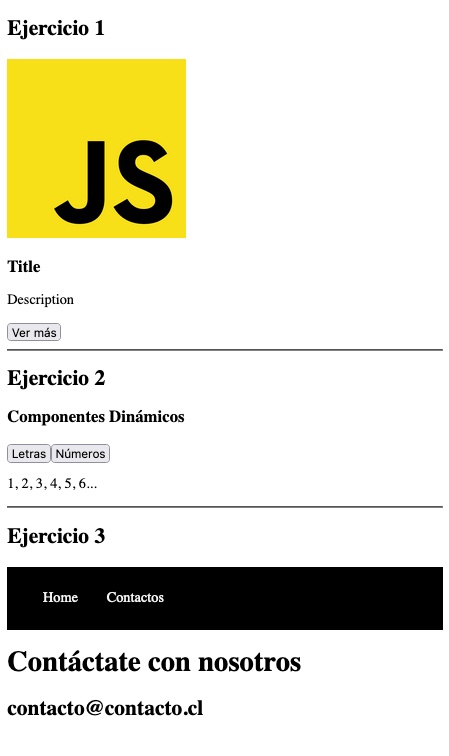 Ejercicio 1
JS
Title
Description
Ver más
Ejercicio 2
Componentes Dinámicos
Letras Números
1, 2, 3, 4, 5, 6...
Ejercicio 3
Home Contactos
Contáctate con nosotros
contacto@contacto.cl